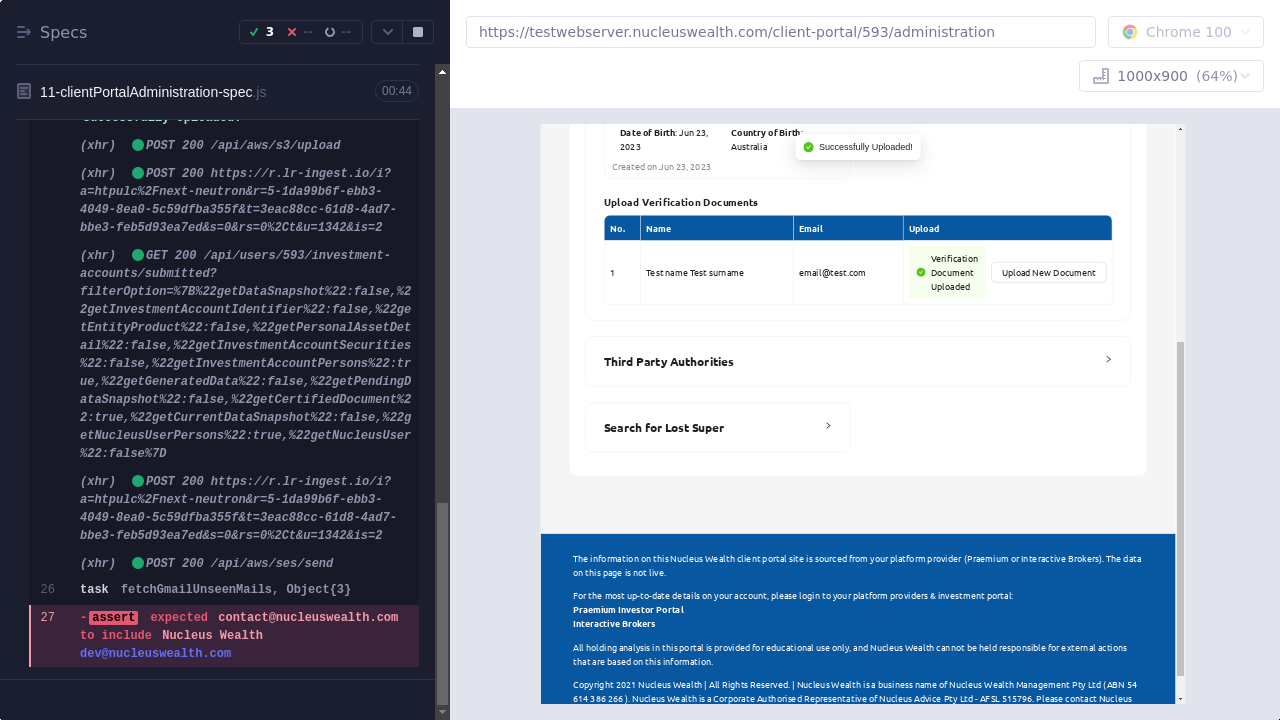 Specs
3
--
--
11-clientPortalAdministration-spec.js
00:44
successfully uploaded!
(xhr) POST 200 /api/aws/s3/upload
(xhr) POST 200 https://r.lr-ingest.io/i?
a=htpulc%2Fnext-neutron&r=5-1da99b6f-ebb3-
4049-8ea0-5c59dfba355f&t=3eac88cc-61d8-4ad7-
bbe3-feb5d93ea7ed&s=0&rs=0%2Ct&u=1342&is=2
(xhr) GET 200 /api/users/593/investment-
accounts/submitted?
filterOption=%7B%22getDataSnapshot%22:false,%2
2getInvestmentAccountIdentifier%22:false,%22ge
tEntityProduct%22:false,%22getPersonalAssetDet
ail%22:false,%22getInvestmentAccountSecurities
%22:false,%22getInvestmentAccountPersons%22:tr
ue,%22getGeneratedData%22:false,%22getPendingD
ataSnapshot%22:false,%22getCertifiedDocument%2
2:true,%22getCurrentDataSnapshot%22:false,%22g
etNucleusUserPersons%22:true,%22getNucleusUser
%22:false%7D
(xhr) POST 200 https://r.lr-ingest.io/i?
a=htpulc%2Fnext-neutron&r=5-1da99b6f-ebb3-
4049-8ea0-5c59dfba355f&t=3eac88cc-61d8-4ad7-
bbe3-feb5d93ea7ed&s=0&rs=0%2Ct&u=1342&is=2
(xhr) POST 200 /api/aws/ses/send
26 task fetchGmailUnseenMails, Object{3}
27 -assert expected contact@nucleuswealth.com
to include Nucleus Wealth
dev@nucleuswealth.com
https://testwebserver.nucleuswealth.com/client-portal/593/administration
Chrome 100
1000x900 (64%)
Date of Birth: Jun 23,
2023
Country of Birth:
Australia
Successfully Uploaded!
Created on Jun 23, 2023
Upload Verification Documents
No. Name Email Upload
1 Test name Test surname email@test.com
Verification
Document
Uploaded
Upload New Document
Third Party Authorities
Search for Lost Super
The information on this Nucleus Wealth client portal site is sourced from your platform provider (Praemium or Interactive Brokers). The data
on this page is not live.
For the most up-to-date details on your account, please login to your platform providers & investment portal:
Praemium Investor Portal
Interactive Brokers
All holding analysis in this portal is provided for educational use only, and Nucleus Wealth cannot be held responsible for external actions
that are based on this information.
Copyright 2021 Nucleus Wealth | All Rights Reserved. | Nucleus Wealth is a business name of Nucleus Wealth Management Pty Ltd (ABN 54
614 386 266 ). Nucleus Wealth is a Corporate Authorised Representative of Nucleus Advice Pty Ltd - AFSL 515796. Please contact Nucleus